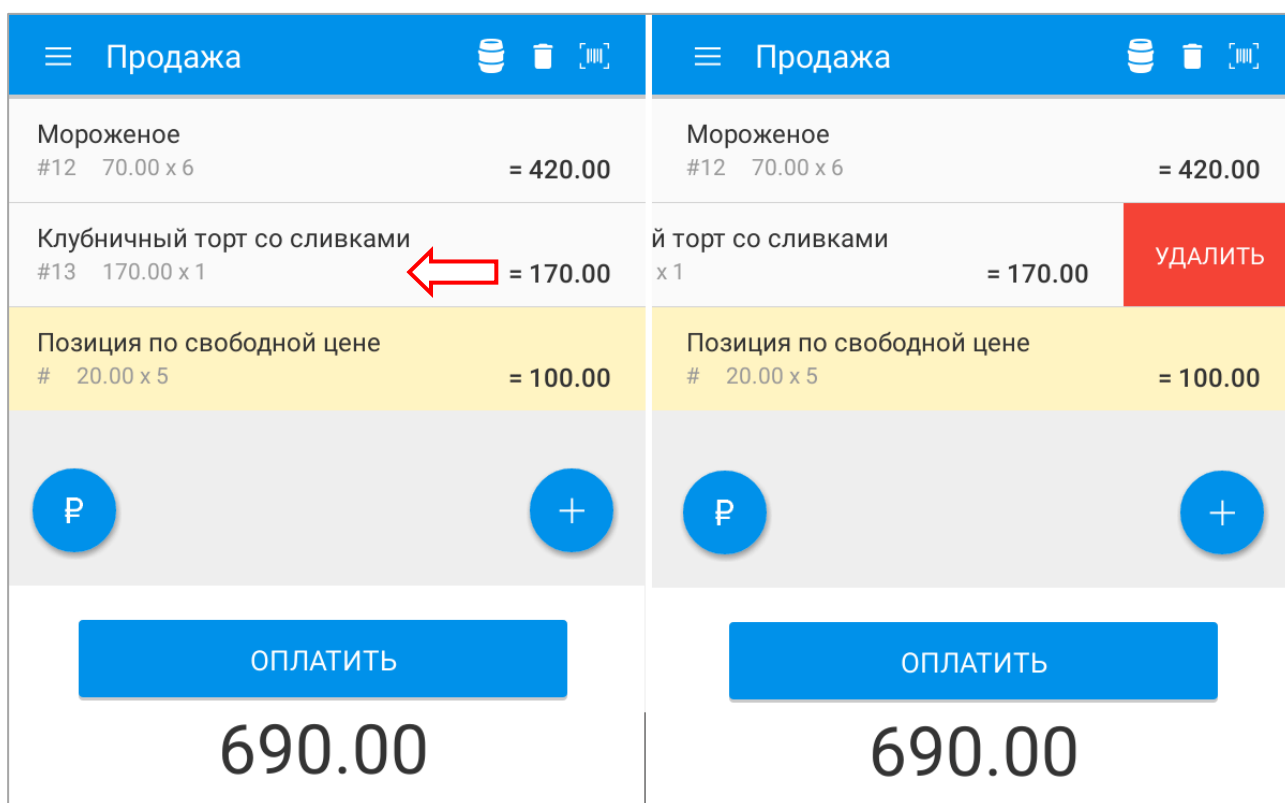 Продажа
Мороженое
#12 70.00 x 6 = 420.00
Клубничный торт со сливками
#13 170.00 x 1 = 170.00
Позиция по свободной цене
# 20.00 x 5 = 100.00
₽ +
ОПЛАТИТЬ
690.00
Продажа
Мороженое
#12 70.00 x 6 = 420.00
й торт со сливками
x 1 = 170.00
УДАЛИТЬ
Позиция по свободной цене
# 20.00 x 5 = 100.00
₽ +
ОПЛАТИТЬ
690.00